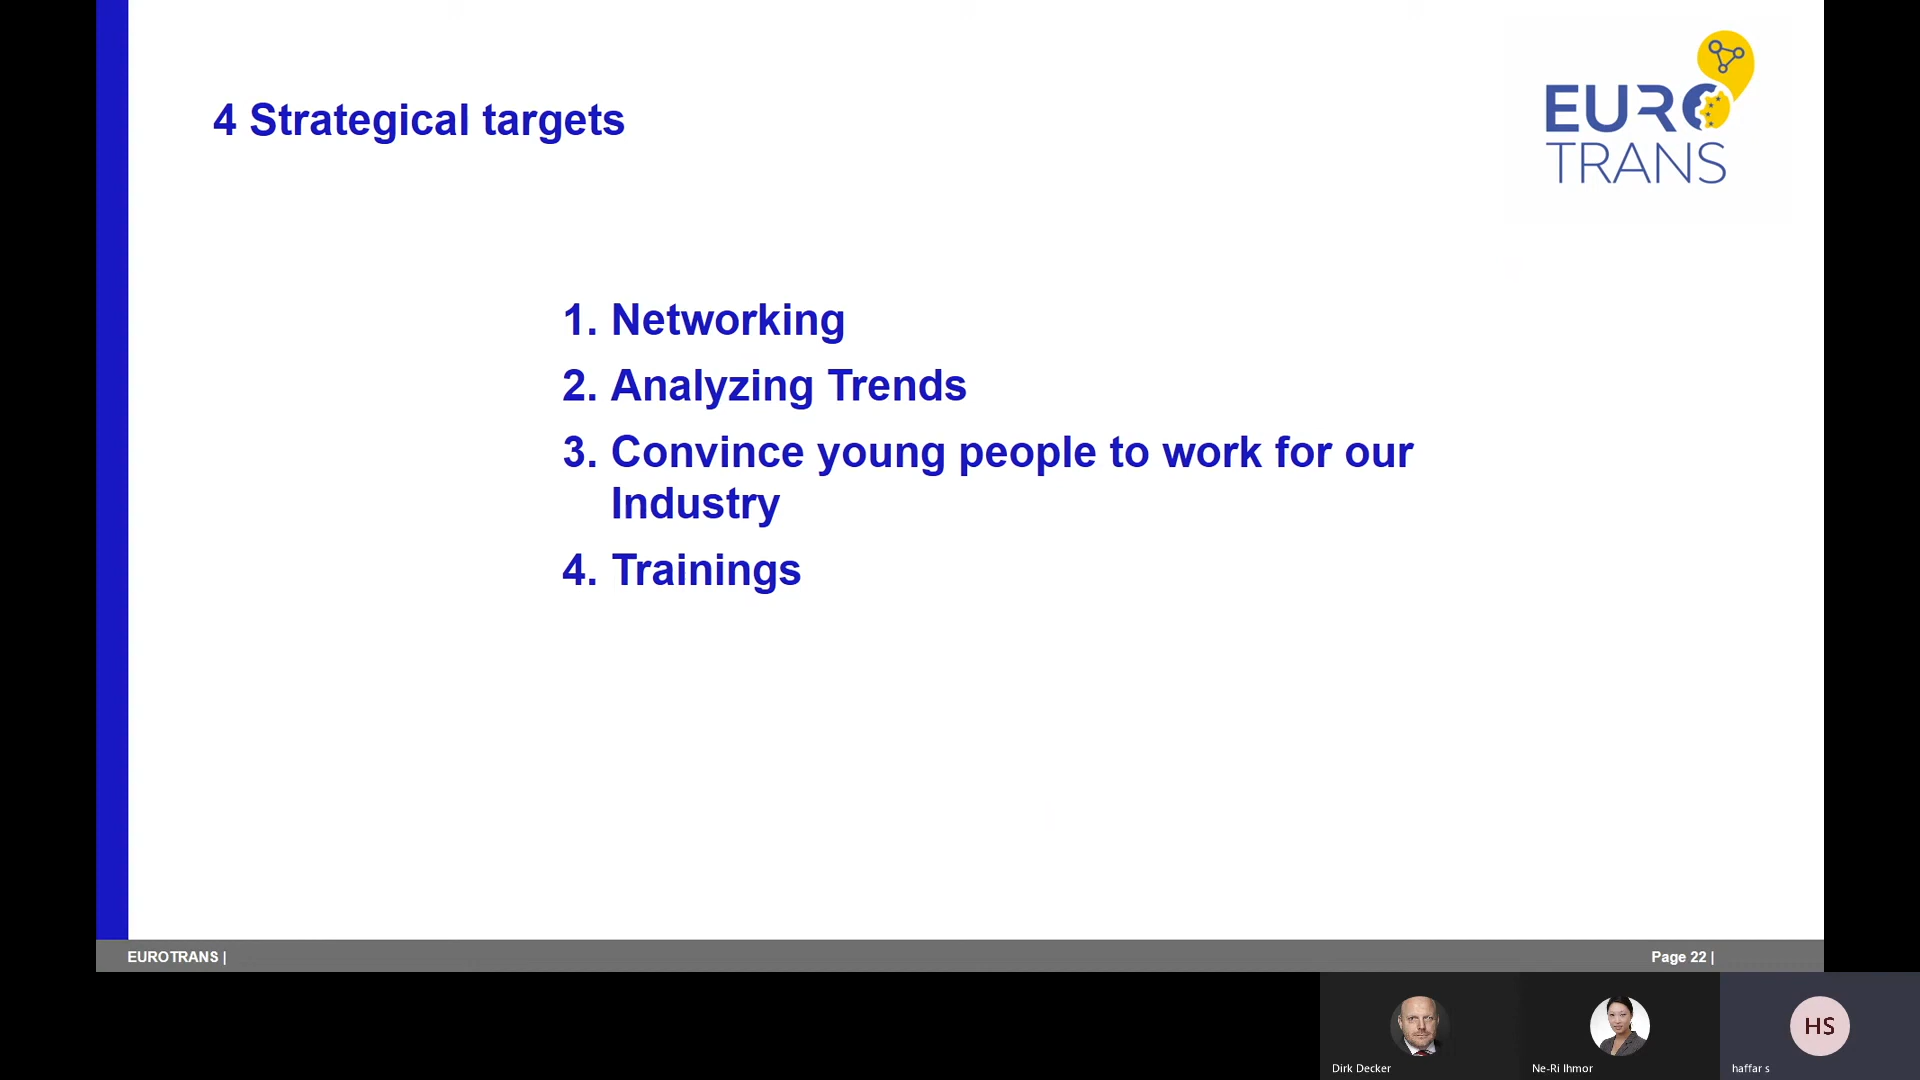 4 Strategical targets
EURO
TRANS
1. Networking
2. Analyzing Trends
3. Convince young people to work for our
Industry
4. Trainings
EUROTRANS |
Page 22 |
HS
Dirk Decker
Ne-Ri Ihmor
haffar s